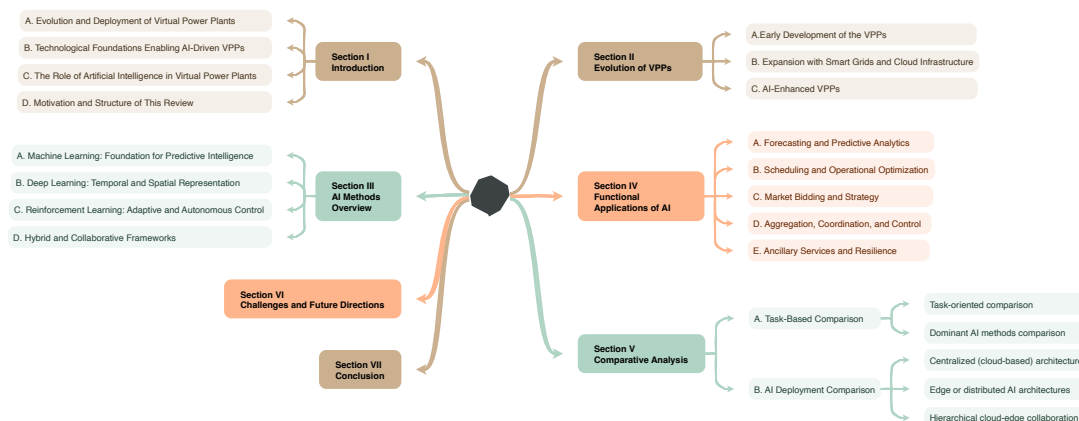 A. Evolution and Deployment of Virtual Power Plants
B. Technological Foundations Enabling AI-Driven VPPs
C. The Role of Artificial Intelligence in Virtual Power Plants
D. Motivation and Structure of This Review
Section I
Introduction
Section II
Evolution of VPPs
A.Early Development of the VPPs
B. Expansion with Smart Grids and Cloud Infrastructure
C. AI-Enhanced VPPs
A. Machine Learning: Foundation for Predictive Intelligence
B. Deep Learning: Temporal and Spatial Representation
C. Reinforcement Learning: Adaptive and Autonomous Control
D. Hybrid and Collaborative Frameworks
Section III
AI Methods
Overview
Section IV
Functional
Applications of AI
A. Forecasting and Predictive Analytics
B. Scheduling and Operational Optimization
C. Market Bidding and Strategy
D. Aggregation, Coordination, and Control
E. Ancillary Services and Resilience
Section VI
Challenges and Future Directions
Section VII
Conclusion
Section V
Comparative Analysis
A. Task-Based Comparison
Task-oriented comparison
Dominant AI methods comparison
B. AI Deployment Comparison
Centralized (cloud-based) architectur
Edge or distributed AI architectures
Hierarchical cloud-edge collaboration